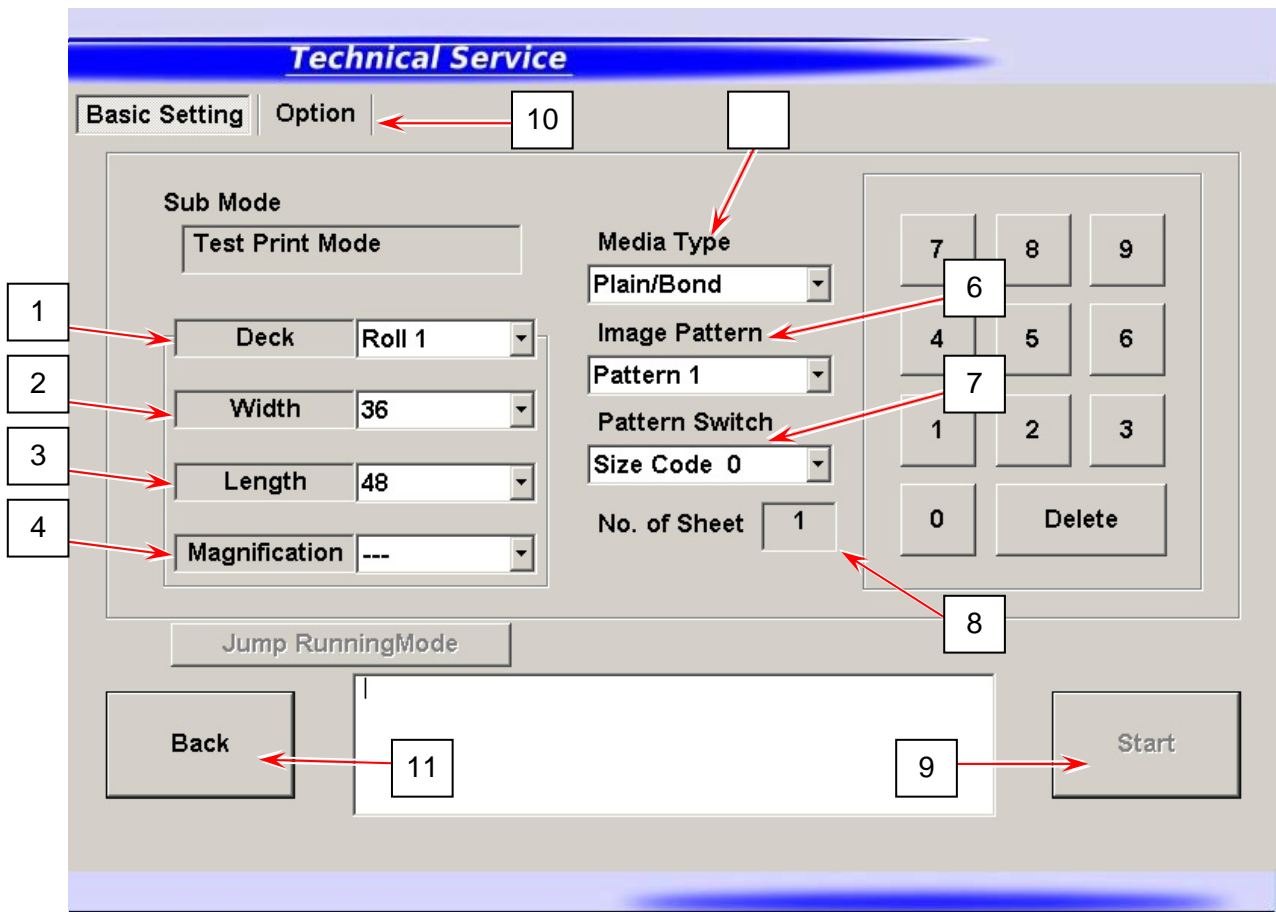 Technical Service
Basic Setting Option
10
Sub Mode
Test Print Mode
Media Type
Plain/Bond
7 8 9
6
1
Deck Roll 1
Image Pattern
4 5 6
Pattern 1
2
Width 36
7
Pattern Switch
1 2 3
3
Length 48
Size Code 0
4
Magnification ---
No. of Sheet 1
0 Delete
8
Jump RunningMode
Back
11
9
Start